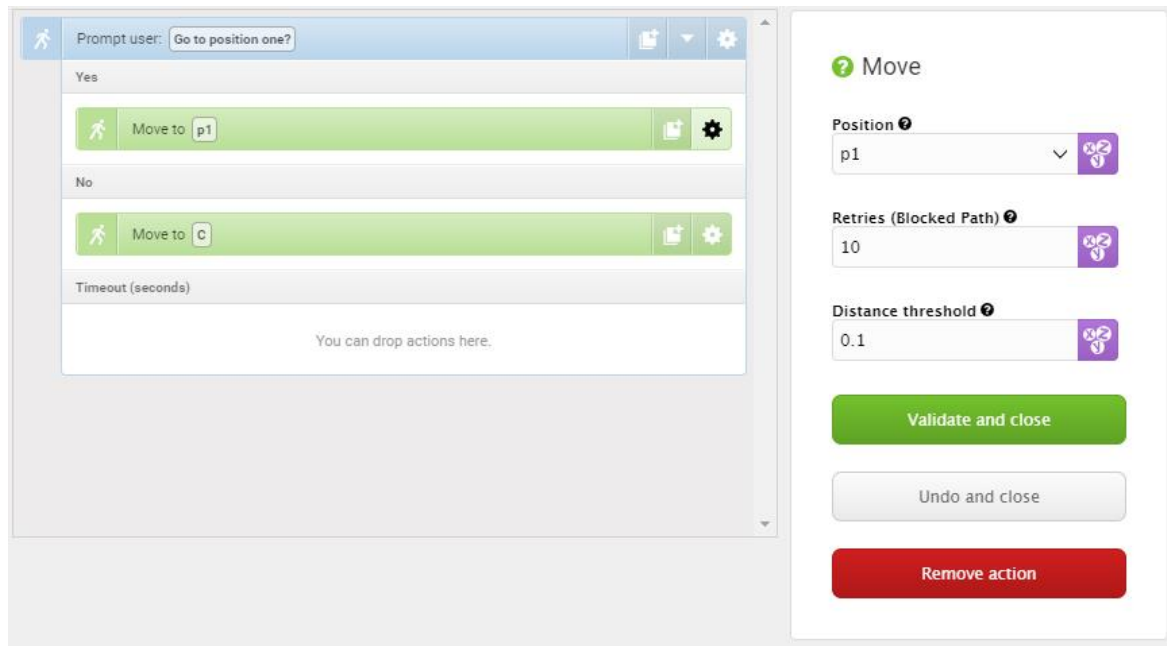 Prompt user: Go to position one?
Yes
Move to p1
No
Move to C
Timeout (seconds)
You can drop actions here.
Move
Position
p1
Retries (Blocked Path)
10
Distance threshold
0.1
Validate and close
Undo and close
Remove action